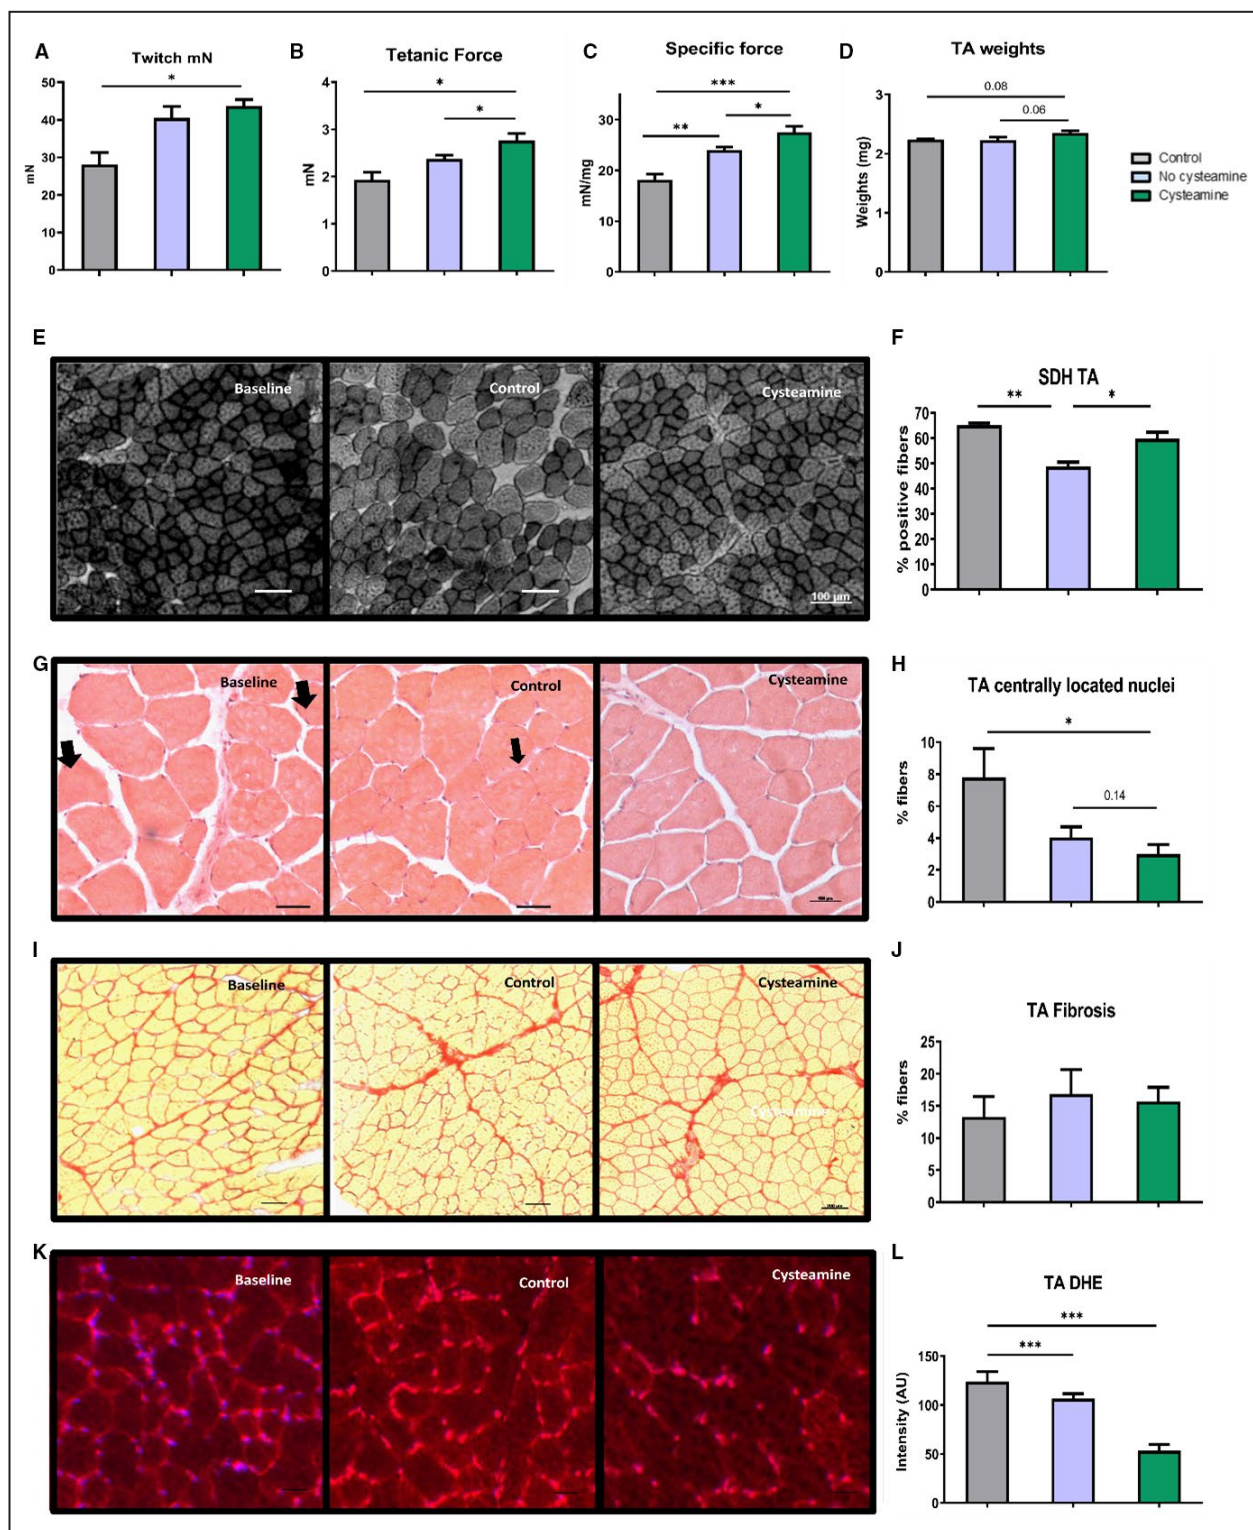 A
Twitch mN
*
50
40
30
20
10
0
mN
B
Tetanic Force
*
*
4
3
2
1
0
mN
C
Specific force
***
**
*
30
20
10
0
mN/mg
D
TA weights
0.08
0.06
3
2
1
0
Weights (mg)
Control
No cysteamine
Cysteamine
E
Baseline
Control
Cysteamine
100 µm
F
SDH TA
**
*
70
60
50
40
30
20
10
0
% positive fibers
G
Baseline
Control
Cysteamine
H
TA centrally located nuclei
*
0.14
10
8
6
4
2
0
% fibers
I
Baseline
Control
Cysteamine
Cysteamine
J
TA Fibrosis
25
20
15
10
5
0
% fibers
K
Baseline
Control
Cysteamine
L
TA DHE
***
***
150
100
50
0
Intensity (AU)